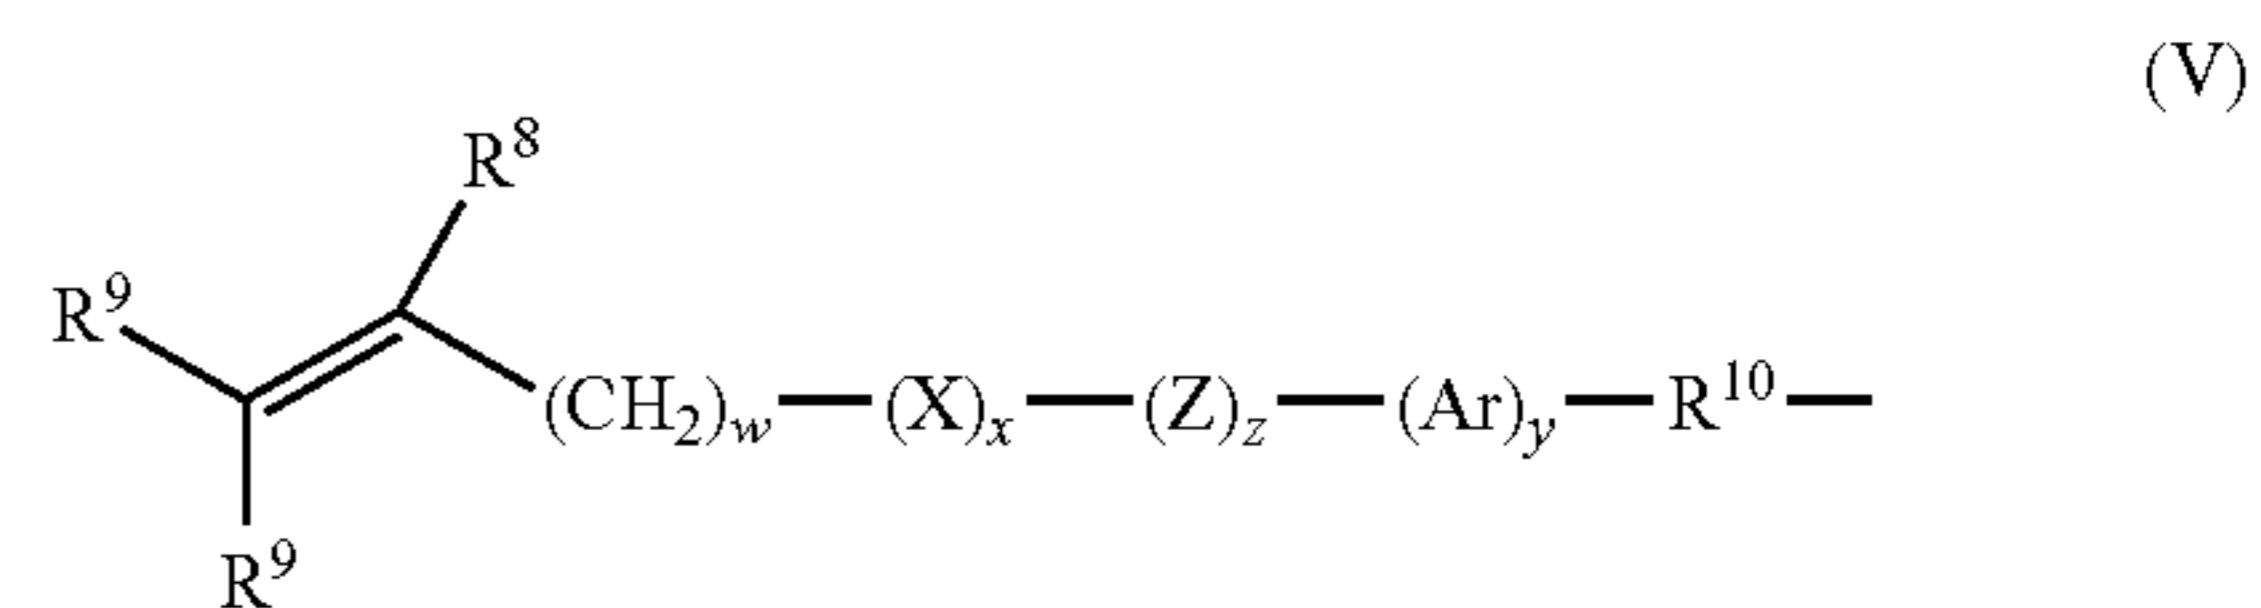 (V)
R⁸
R⁹
(CH₂)w—(X)x—(Z)z—(Ar)y—R¹⁰—
R⁹